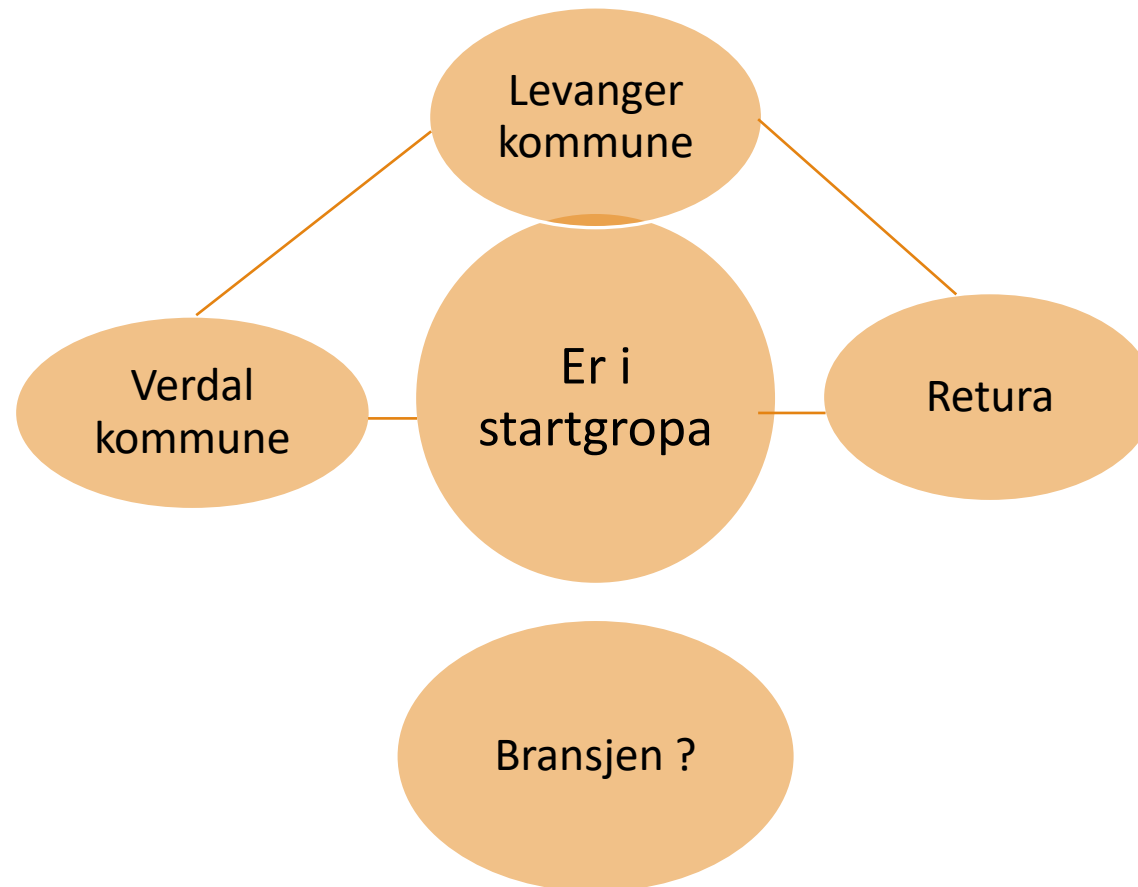 Levanger
kommune
Verdal
kommune
Er i
startgropa
Retura
Bransjen ?